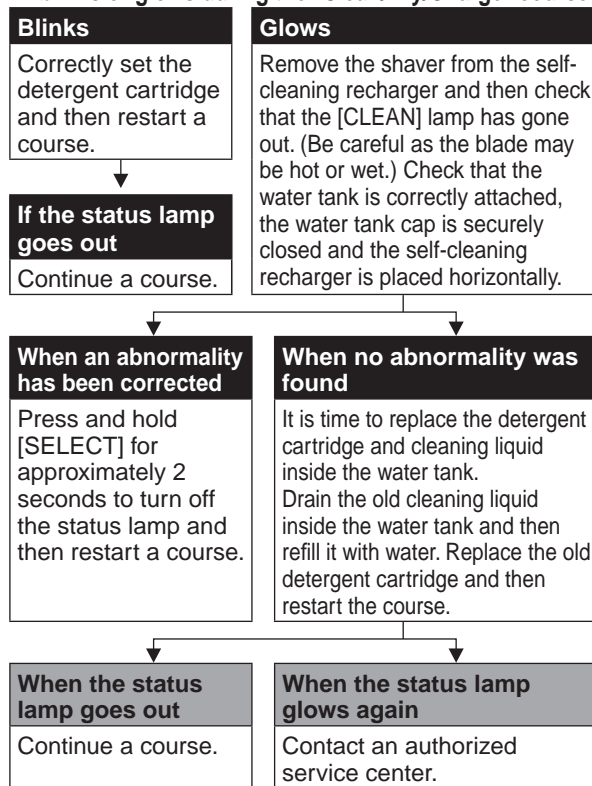 Blinks
Correctly set the
detergent cartridge
and then restart a
course.
If the status lamp
goes out
Continue a course.
Glows
Remove the shaver from the self-
cleaning recharger and then check
that the [CLEAN] lamp has gone
out. (Be careful as the blade may
be hot or wet.) Check that the
water tank is correctly attached,
the water tank cap is securely
closed and the self-cleaning
recharger is placed horizontally.
When an abnormality
has been corrected
Press and hold
[SELECT] for
approximately 2
seconds to turn off
the status lamp and
then restart a course.
When no abnormality was
found
It is time to replace the detergent
cartridge and cleaning liquid
inside the water tank.
Drain the old cleaning liquid
inside the water tank and then
refill it with water. Replace the old
detergent cartridge and then
restart the course.
When the status
lamp goes out
Continue a course.
When the status lamp
glows again
Contact an authorized
service center.